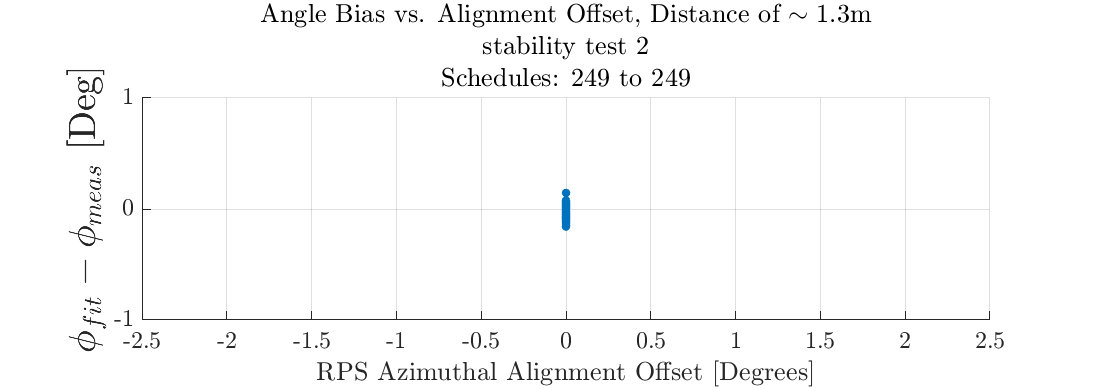 Angle Bias vs. Alignment Offset, Distance of ∼ 1.3m
stability test 2
Schedules: 249 to 249
ϕfit − ϕmeas [Deg]
1
0
-1
-2.5 -2 -1.5 -1 -0.5 0 0.5 1 1.5 2 2.5
RPS Azimuthal Alignment Offset [Degrees]